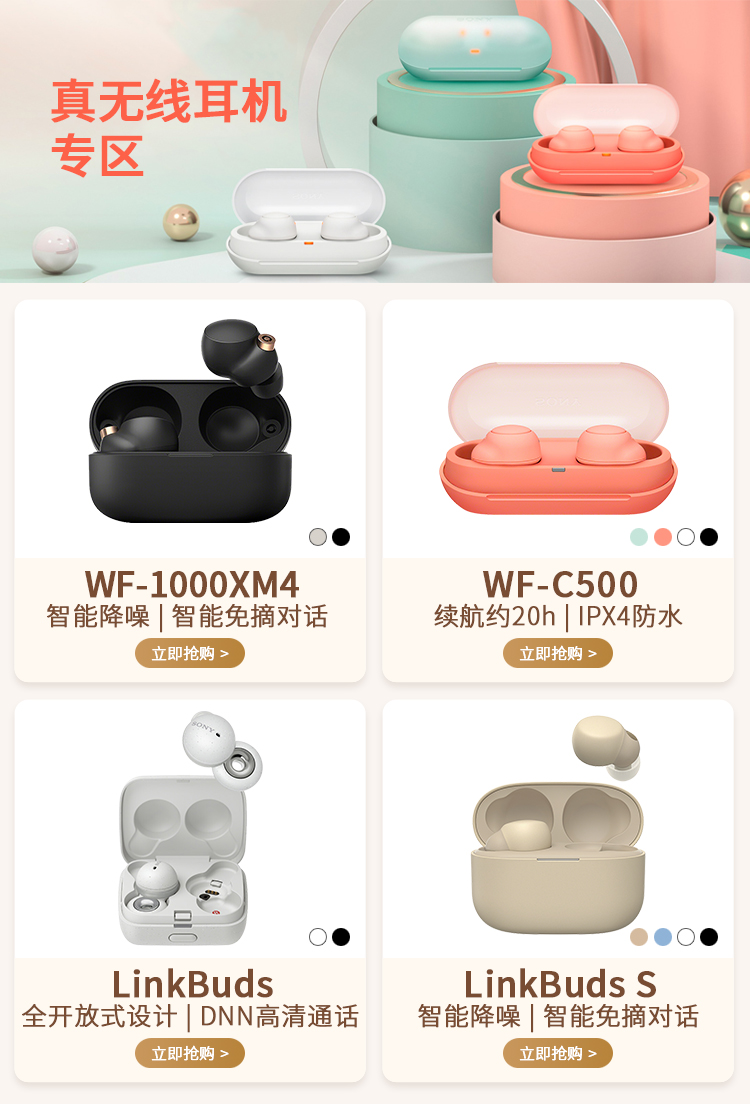 真无线耳机
专区
WF-1000XM4
智能降噪 | 智能免摘对话
立即抢购 >
WF-C500
续航约20h | IPX4防水
立即抢购 >
SONY
LinkBuds
全开放式设计 | DNN高清通话
立即抢购 >
LinkBuds S
智能降噪 | 智能免摘对话
立即抢购 >